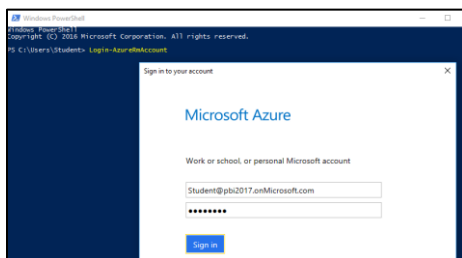 Windows PowerShell
Windows PowerShell
Copyright (C) 2016 Microsoft Corporation. All rights reserved.
PS C:\Users\Student> Login-AzureRmAccount
Sign in to your account
Microsoft Azure
Work or school, or personal Microsoft account
Student@pbi2017.onMicrosoft.com
••••••••
Sign in